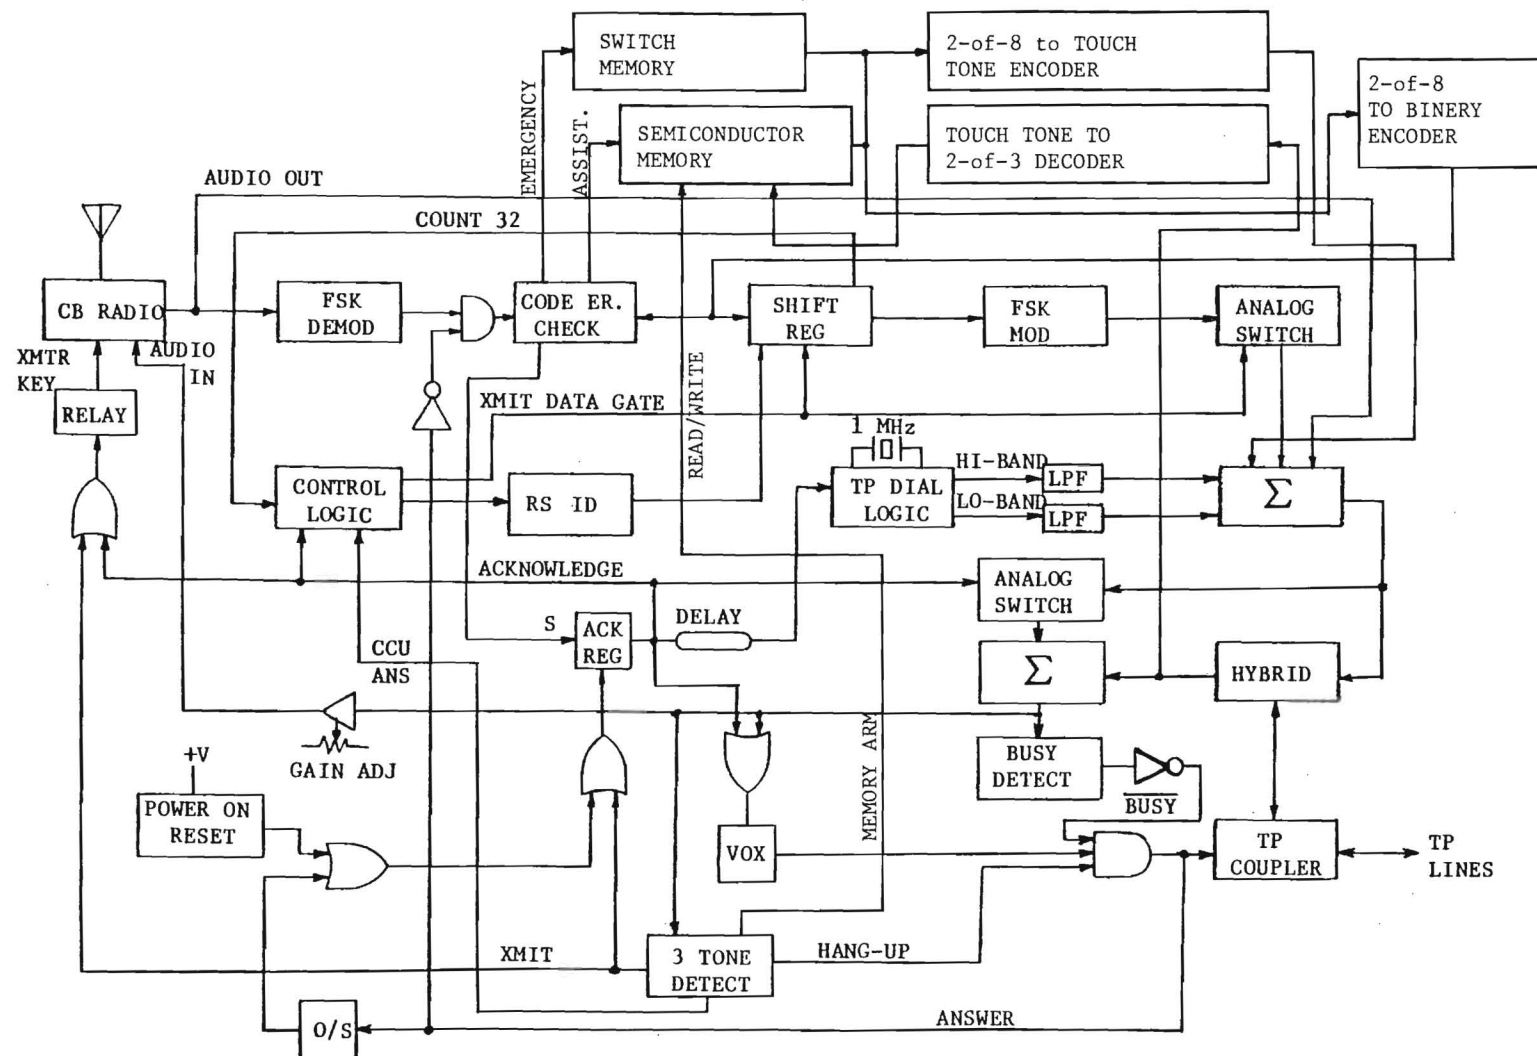 SWITCH
MEMORY
2-of-8 to TOUCH
TONE ENCODER
2-of-8
TO BINERY
ENCODER
EMERGENCY
ASSIST.
SEMICONDUCTOR
MEMORY
TOUCH TONE TO
2-of-3 DECODER
AUDIO OUT
COUNT 32
CB RADIO
FSK
DEMOD
CODE ER.
CHECK
SHIFT
REG
FSK
MOD
ANALOG
SWITCH
XMTR
KEY
AUDIO
IN
RELAY
XMIT DATA GATE
READ/WRITE
1 MHz
CONTROL
LOGIC
RS ID
TP DIAL
LOGIC
HI-BAND
LPF
LO-BAND
LPF
Σ
ACKNOWLEDGE
ANALOG
SWITCH
S
ACK
REG
DELAY
CCU
ANS
Σ
HYBRID
GAIN ADJ
MEMORY ARM
BUSY
DETECT
BUSY
+V
POWER ON
RESET
VOX
TP
COUPLER
TP
LINES
XMIT
3 TONE
DETECT
HANG-UP
O/S
ANSWER